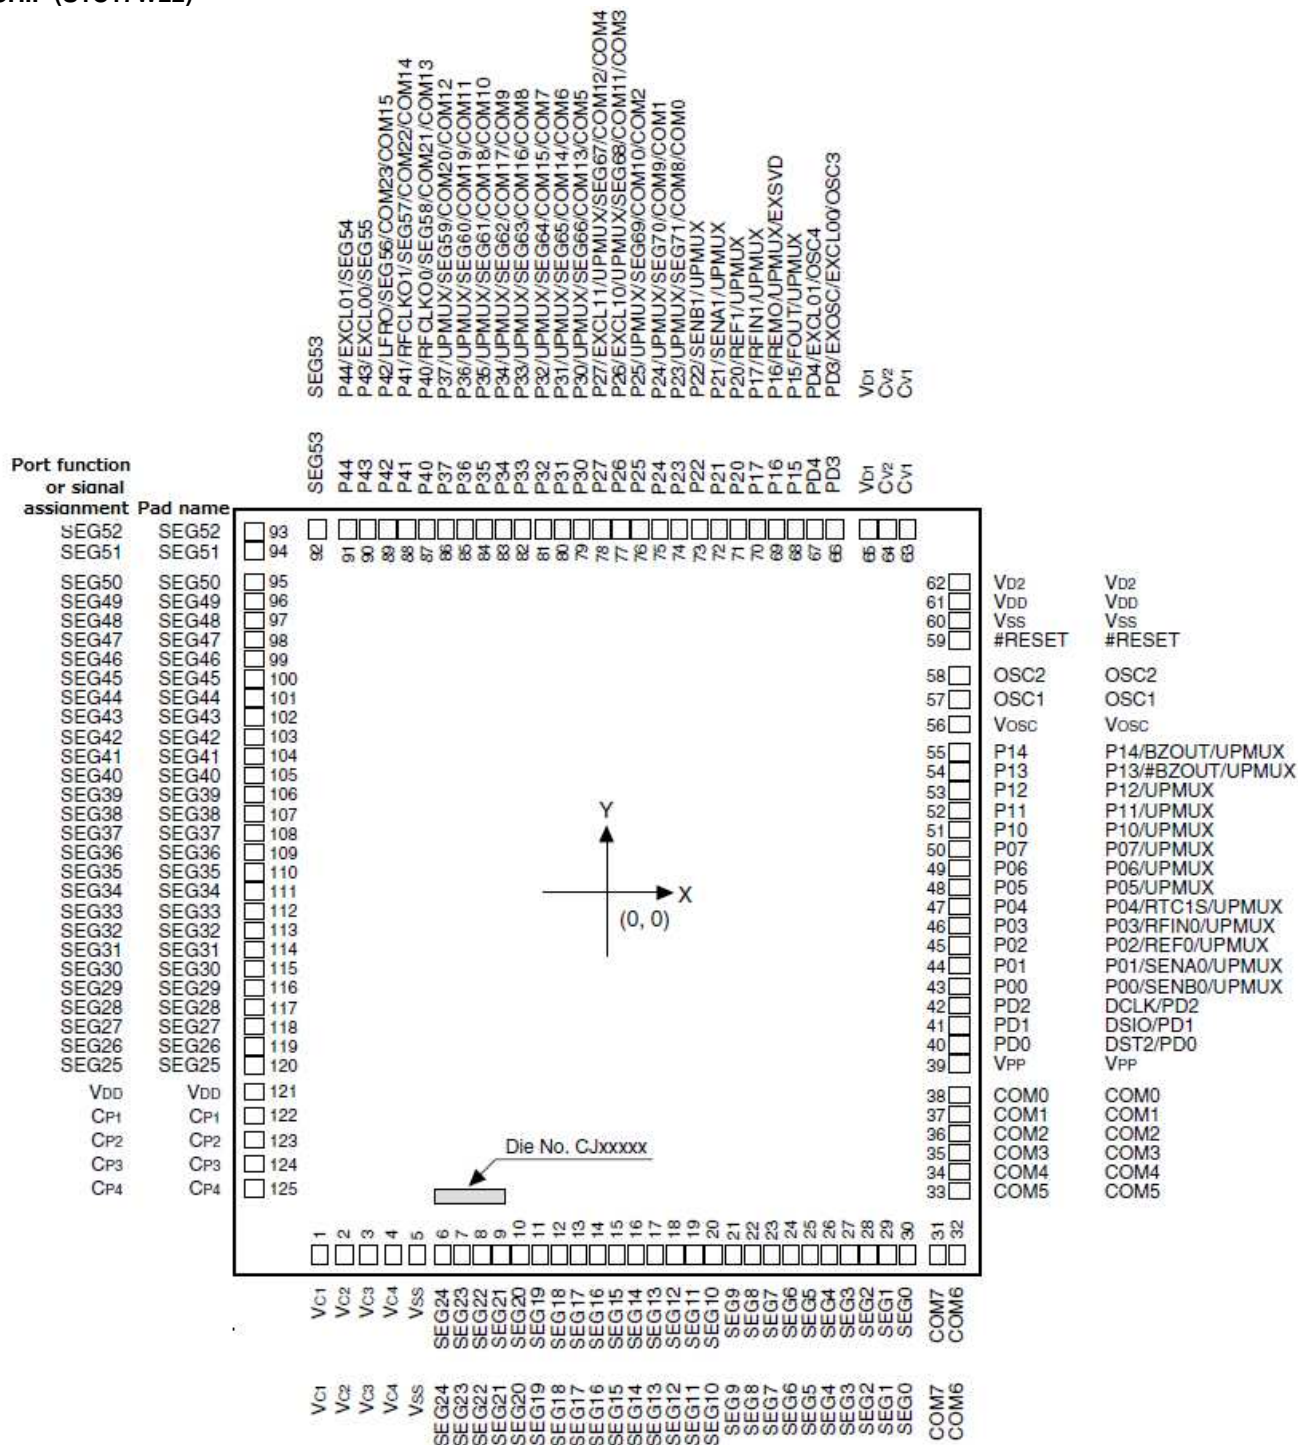 SEG53
P44/EXCL01/SEG54
P43/EXCL00/SEG55
P42/LFRO/SEG56/COM23/COM15
P41/RFCLKO1/SEG57/COM22/COM14
P40/RFCLKO0/SEG58/COM21/COM13
P37/UPMUX/SEG59/COM20/COM12
P36/UPMUX/SEG60/COM19/COM11
P35/UPMUX/SEG61/COM18/COM10
P34/UPMUX/SEG62/COM17/COM9
P33/UPMUX/SEG63/COM16/COM8
P32/UPMUX/SEG64/COM15/COM7
P31/UPMUX/SEG65/COM14/COM6
P30/UPMUX/SEG66/COM13/COM5
P27/EXCL11/UPMUX/SEG67/COM12/COM4
P26/EXCL10/UPMUX/SEG68/COM11/COM3
P25/UPMUX/SEG69/COM10/COM2
P24/UPMUX/SEG70/COM9/COM1
P23/UPMUX/SEG71/COM8/COM0
P22/SENB1/UPMUX
P21/SENA1/UPMUX
P20/REF1/UPMUX
P17/RFIN1/UPMUX
P16/REMO/UPMUX/EXSVD
P15/FOUT/UPMUX
PD4/EXCL01/OSC4
PD3/EXOSC/EXCL00/OSC3
VD1
CV2
CV1
SEG53 P44 P43 P42 P41 P40 P37 P36 P35 P34 P33 P32 P31 P30 P27 P26 P25 P24 P23 P22 P21 P20 P17 P16 P15 PD4 PD3 VD1 CV2 CV1
Port function
or signal
assignment Pad name
92 91 90 89 88 87 86 85 84 83 82 81 80 79 78 77 76 75 74 73 72 71 70 69 68 67 66 65 64 63
SEG52 SEG52 93
SEG51 SEG51 94
SEG50 SEG50 95
SEG49 SEG49 96
SEG48 SEG48 97
SEG47 SEG47 98
SEG46 SEG46 99
SEG45 SEG45 100
SEG44 SEG44 101
SEG43 SEG43 102
SEG42 SEG42 103
SEG41 SEG41 104
SEG40 SEG40 105
SEG39 SEG39 106
SEG38 SEG38 107
SEG37 SEG37 108
SEG36 SEG36 109
SEG35 SEG35 110
SEG34 SEG34 111
SEG33 SEG33 112
SEG32 SEG32 113
SEG31 SEG31 114
SEG30 SEG30 115
SEG29 SEG29 116
SEG28 SEG28 117
SEG27 SEG27 118
SEG26 SEG26 119
SEG25 SEG25 120
VDD VDD 121
CP1 CP1 122
CP2 CP2 123
CP3 CP3 124
CP4 CP4 125
Y
X
(0, 0)
Die No. CJxxxxx
62 VD2 VD2
61 VDD VDD
60 VSS VSS
59 #RESET #RESET
58 OSC2 OSC2
57 OSC1 OSC1
56 VOSC VOSC
55 P14 P14/BZOUT/UPMUX
54 P13 P13/#BZOUT/UPMUX
53 P12 P12/UPMUX
52 P11 P11/UPMUX
51 P10 P10/UPMUX
50 P07 P07/UPMUX
49 P06 P06/UPMUX
48 P05 P05/UPMUX
47 P04 P04/RTC1S/UPMUX
46 P03 P03/RFIN0/UPMUX
45 P02 P02/REF0/UPMUX
44 P01 P01/SENA0/UPMUX
43 P00 P00/SENB0/UPMUX
42 PD2 DCLK/PD2
41 PD1 DSIO/PD1
40 PD0 DST2/PD0
39 VPP VPP
38 COM0 COM0
37 COM1 COM1
36 COM2 COM2
35 COM3 COM3
34 COM4 COM4
33 COM5 COM5
1 2 3 4 5 6 7 8 9 10 11 12 13 14 15 16 17 18 19 20 21 22 23 24 25 26 27 28 29 30 31 32
VC1 VC2 VC3 VC4 VSS SEG24 SEG23 SEG22 SEG21 SEG20 SEG19 SEG18 SEG17 SEG16 SEG15 SEG14 SEG13 SEG12 SEG11 SEG10 SEG9 SEG8 SEG7 SEG6 SEG5 SEG4 SEG3 SEG2 SEG1 SEG0 COM7 COM6
VC1 VC2 VC3 VC4 VSS SEG24 SEG23 SEG22 SEG21 SEG20 SEG19 SEG18 SEG17 SEG16 SEG15 SEG14 SEG13 SEG12 SEG11 SEG10 SEG9 SEG8 SEG7 SEG6 SEG5 SEG4 SEG3 SEG2 SEG1 SEG0 COM7 COM6